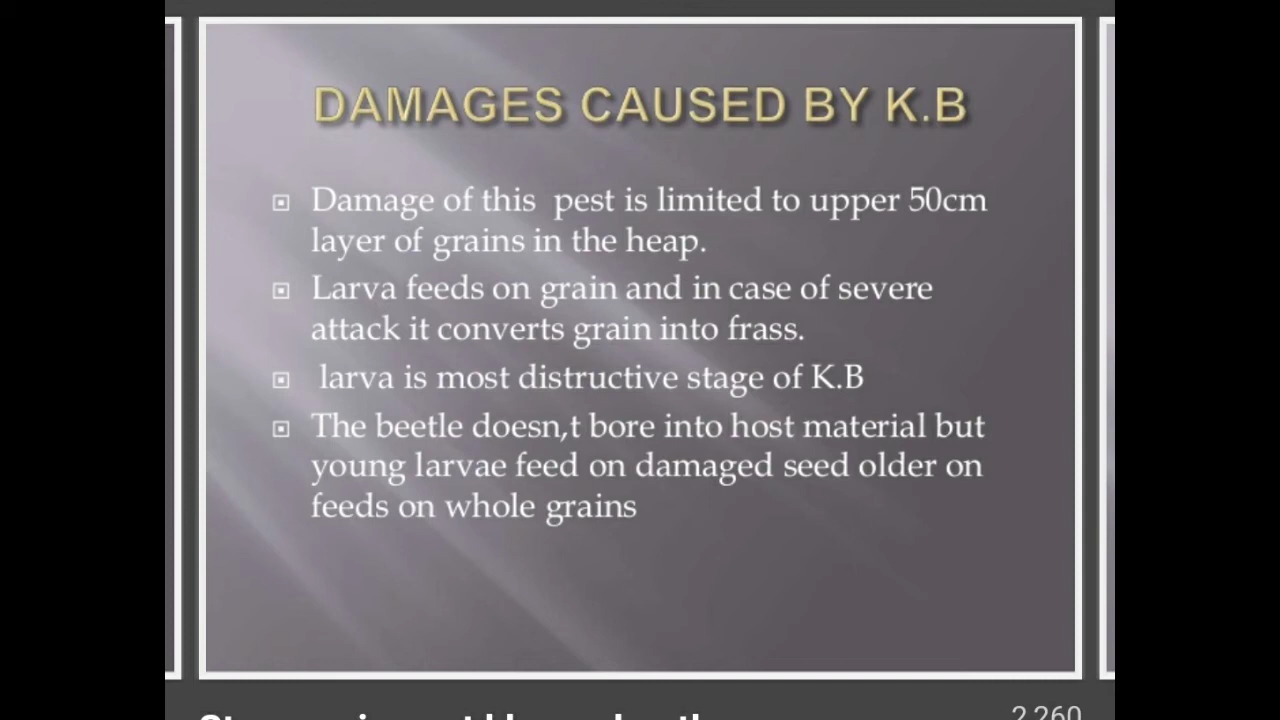 DAMAGES CAUSED BY K.B
Damage of this pest is limited to upper 50cm
layer of grains in the heap.
Larva feeds on grain and in case of severe
attack it converts grain into frass.
larva is most distructive stage of K.B
The beetle doesn,t bore into host material but
young larvae feed on damaged seed older on
feeds on whole grains
2,260